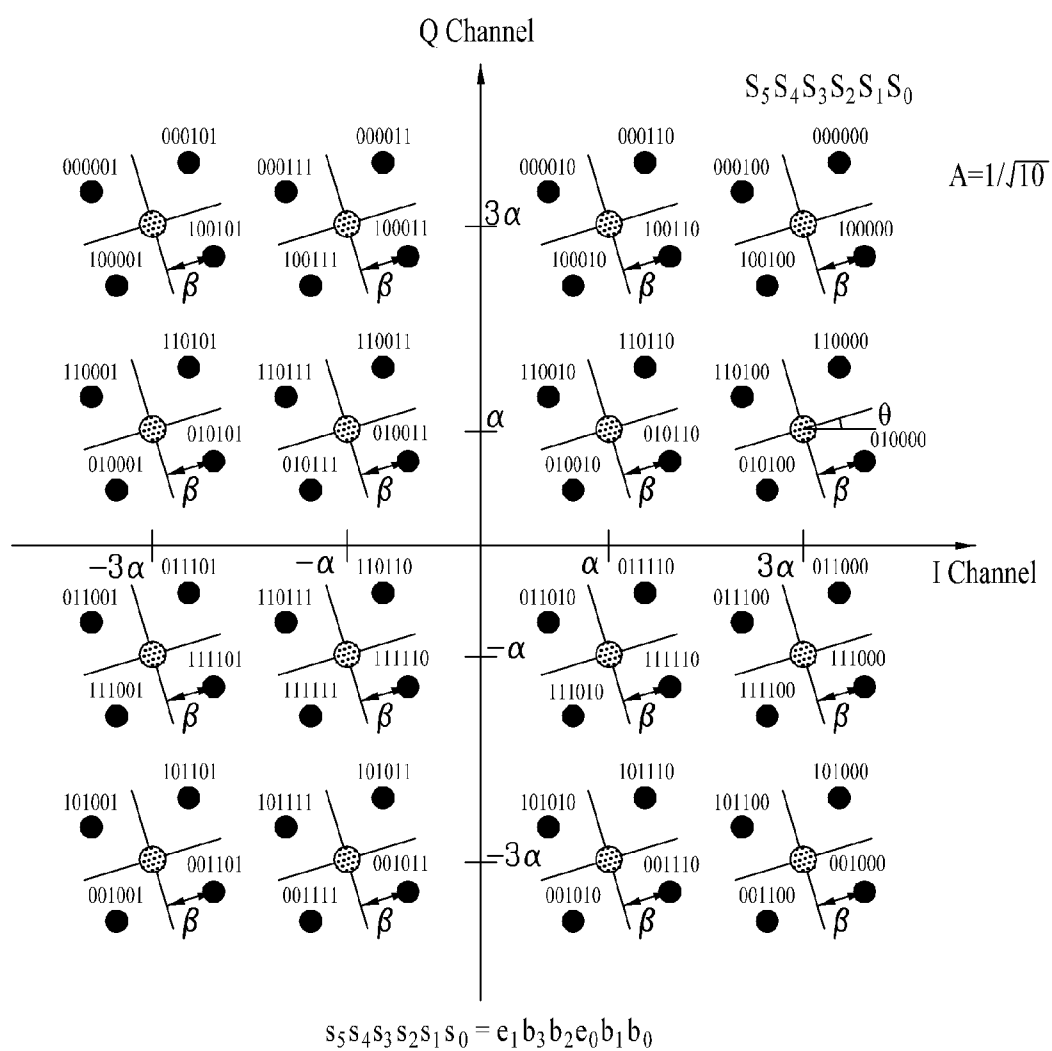 Q Channel
S₅S₄S₃S₂S₁S₀
000101 000011 000110 000000
000001 000111 000010 000100
A=1/√10
3α
100101 100011 100110 100000
100001 100111 100010 100100
β β β β
110101 110011 110110 110000
110001 110111 110010 110100
α θ
010101 010011 010110 010000
010001 010111 010010 010100
β β β β
−3α −α α 3α
I Channel
011101 110110 011110 011000
011001 110111 011010 011100
−α
111101 111110 111110 111000
111001 111111 111010 111100
β β β β
101101 101011 101110 101000
101001 101111 101010 101100
−3α
001101 001011 001110 001000
001001 001111 001010 001100
β β β β
s₅s₄s₃s₂s₁s₀ = e₁b₃b₂e₀b₁b₀